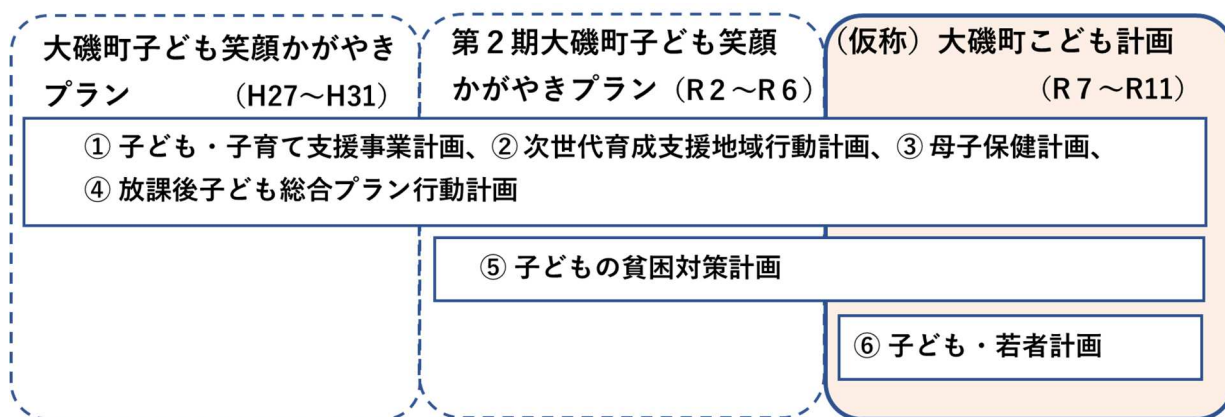 大磯町子ども笑顔かがやき
プラン (H27～H31)
第２期大磯町子ども笑顔
かがやきプラン（R２～R６）
（仮称）大磯町こども計画
(R７～R11)
① 子ども・子育て支援事業計画、② 次世代育成支援地域行動計画、③ 母子保健計画、
④ 放課後子ども総合プラン行動計画
⑤ 子どもの貧困対策計画
⑥ 子ども・若者計画